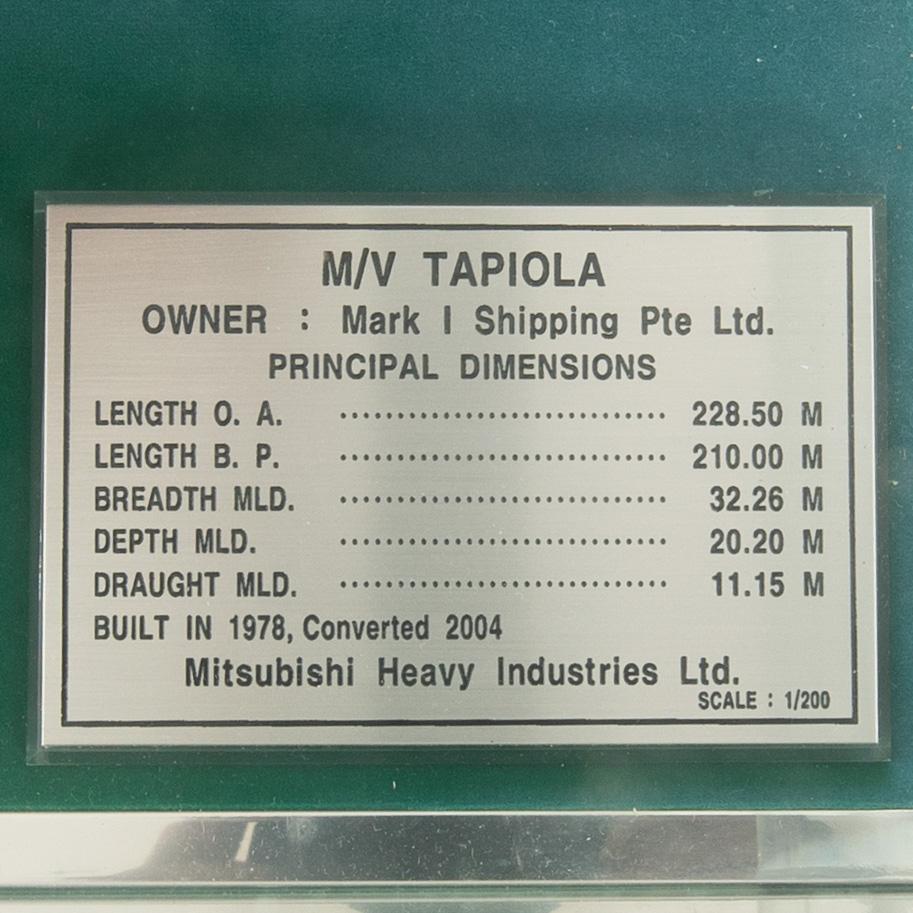 M/V TAPIOLA
OWNER : Mark I Shipping Pte Ltd.
PRINCIPAL DIMENSIONS
LENGTH O. A. ····························· 228.50 M
LENGTH B. P. ····························· 210.00 M
BREADTH MLD. ····························· 32.26 M
DEPTH MLD. ····························· 20.20 M
DRAUGHT MLD. ····························· 11.15 M
BUILT IN 1978, Converted 2004
Mitsubishi Heavy Industries Ltd.
SCALE : 1/200